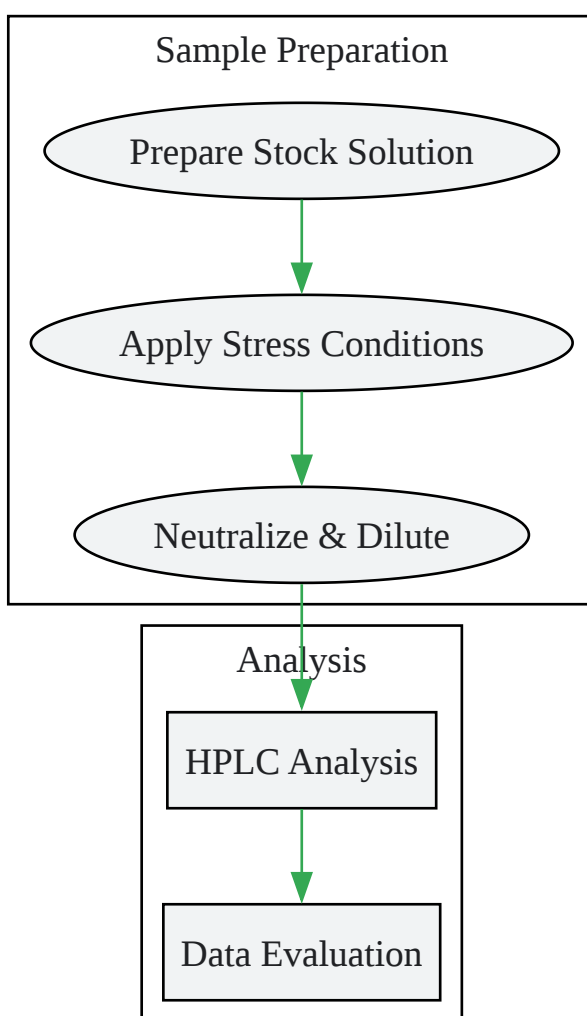 Sample Preparation
Prepare Stock Solution
Apply Stress Conditions
Neutralize & Dilute
Analysis
HPLC Analysis
Data Evaluation